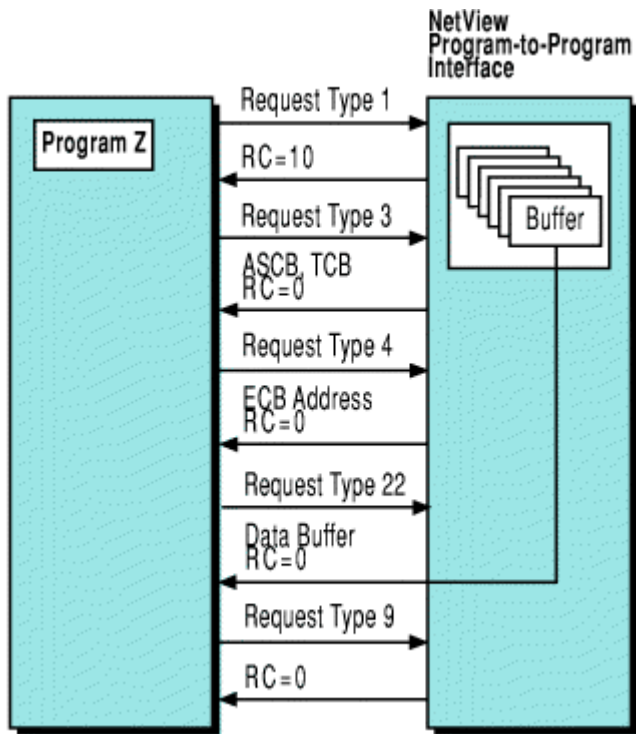 NetView
Program-to-Program
Interface
Program Z
Request Type 1
RC=10
Buffer
Request Type 3
ASCB, TCB
RC=0
Request Type 4
ECB Address
RC=0
Request Type 22
Data Buffer
RC=0
Request Type 9
RC=0